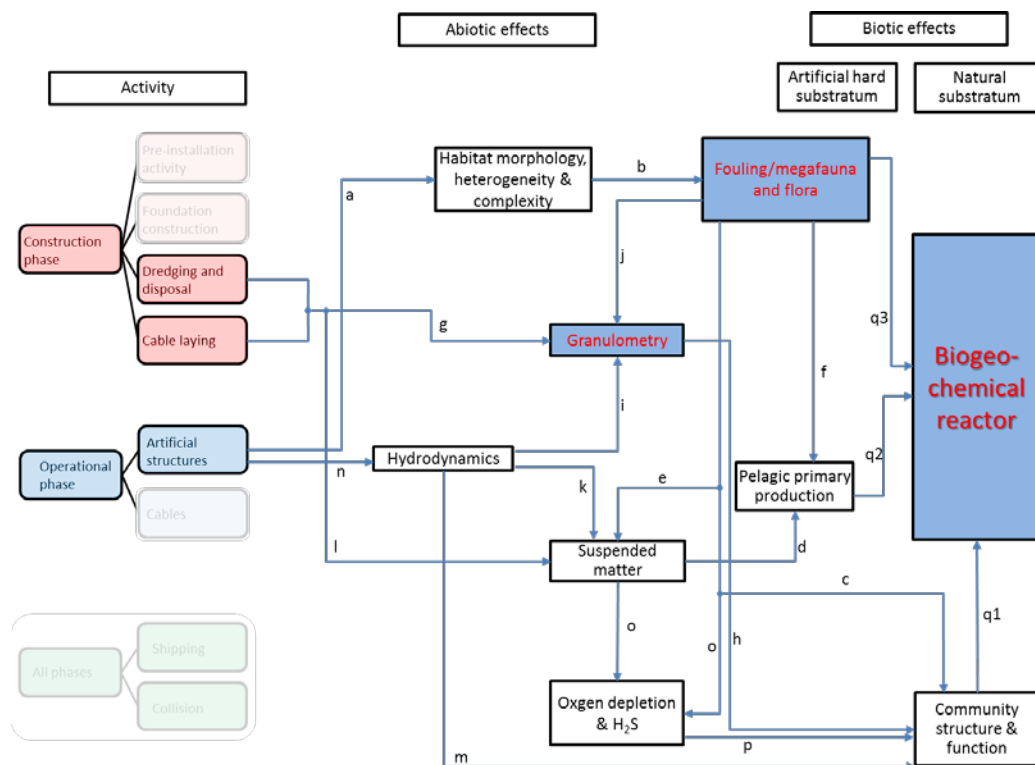 Abiotic effects
Biotic effects
Activity
Artificial hard
substratum
Natural
substratum
Pre-installation
activity
Foundation
construction
Construction
phase
Dredging and
disposal
Cable laying
Operational
phase
Artificial
structures
Cables
All phases
Shipping
Collision
Habitat morphology,
heterogeneity &
complexity
Fouling/megafauna
and flora
Granulometry
Hydrodynamics
Suspended
matter
Pelagic primary
production
Oxgen depletion
& H₂S
Biogeo-
chemical
reactor
Community
structure &
function
a
b
j
g
q3
f
i
n
k
e
q2
l
d
c
o
o
h
q1
p
m